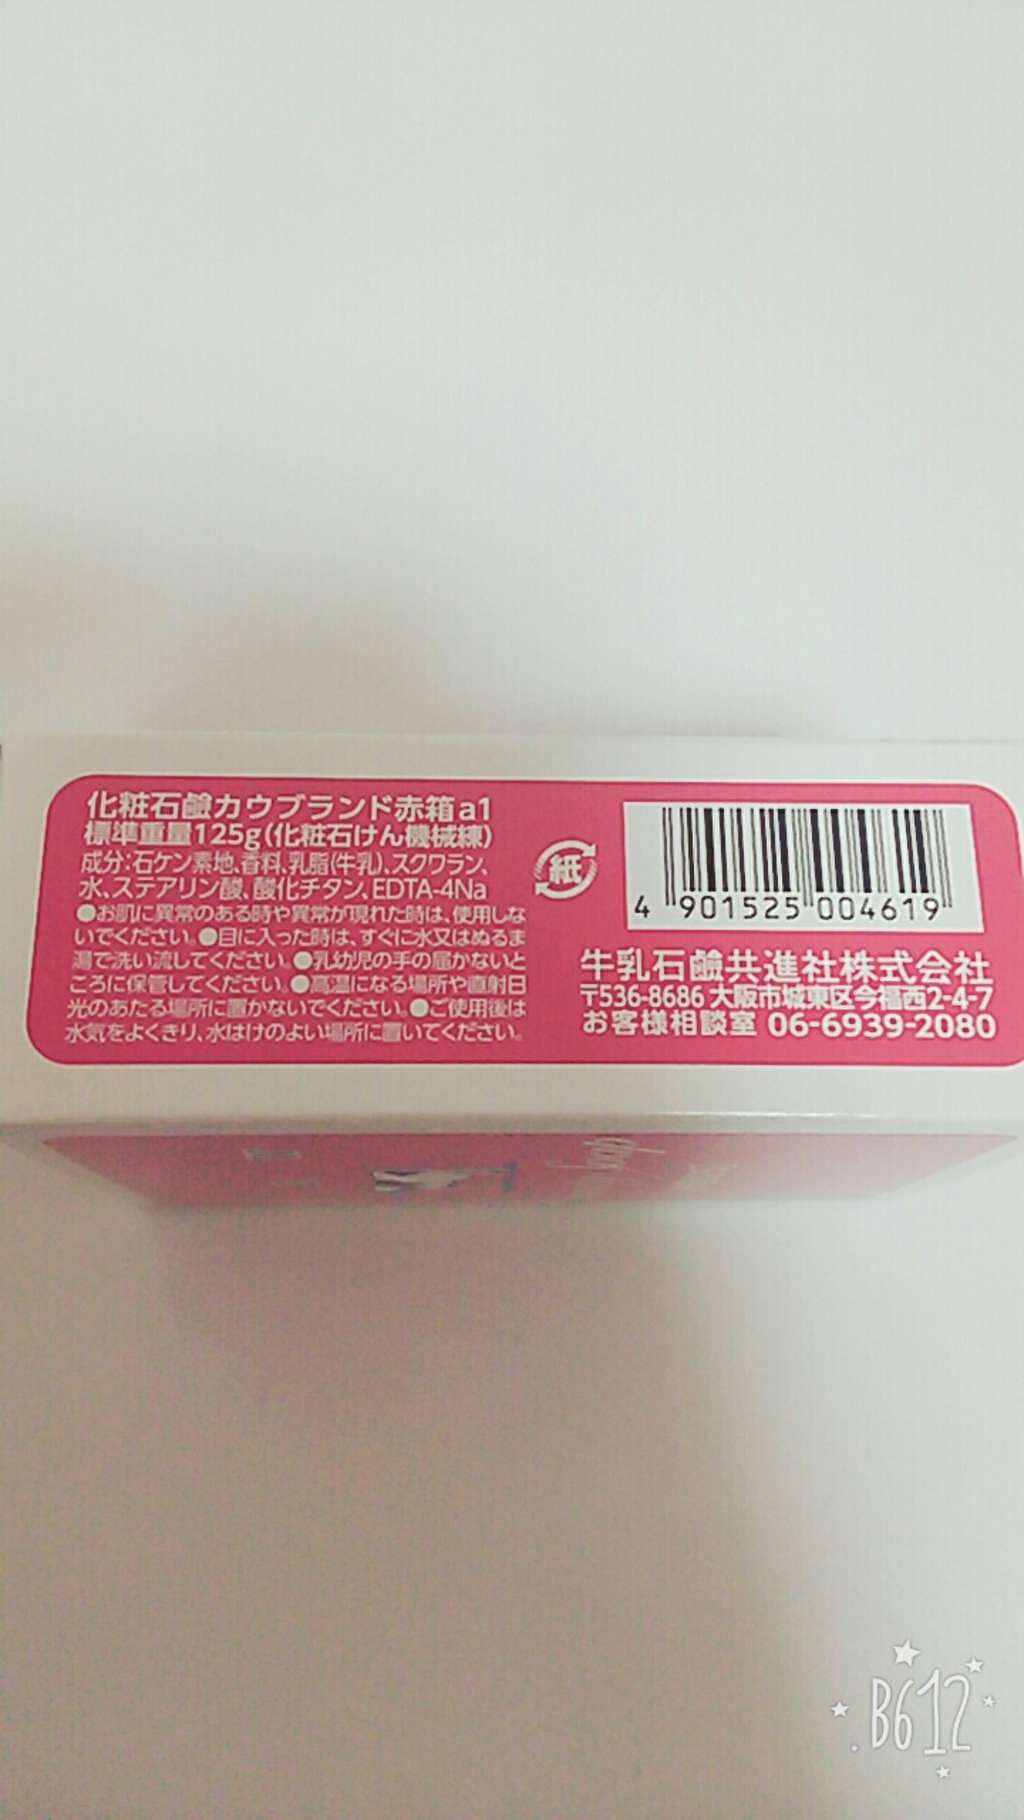 化粧石鹼カウブランド赤箱a1
標準重量125g(化粧石けん機械練)
成分:石ケン素地、香料、乳脂(牛乳)、スクワラン、
水、ステアリン酸、酸化チタン、EDTA-4Na
●お肌に異常のある時や異常が現れた時は、使用しな
いでください。●目に入った時は、すぐに水又はぬるま
湯で洗い流してください。●乳幼児の手の届かないと
ころに保管してください。●高温になる場所や直射日
光のあたる場所に置かないでください。●ご使用後は
水気をよくきり、水はけのよい場所に置いてください。
紙
4 901525 004619
牛乳石鹼共進社株式会社
〒536-8686 大阪市城東区今福西2-4-7
お客様相談室 06-6939-2080
B612